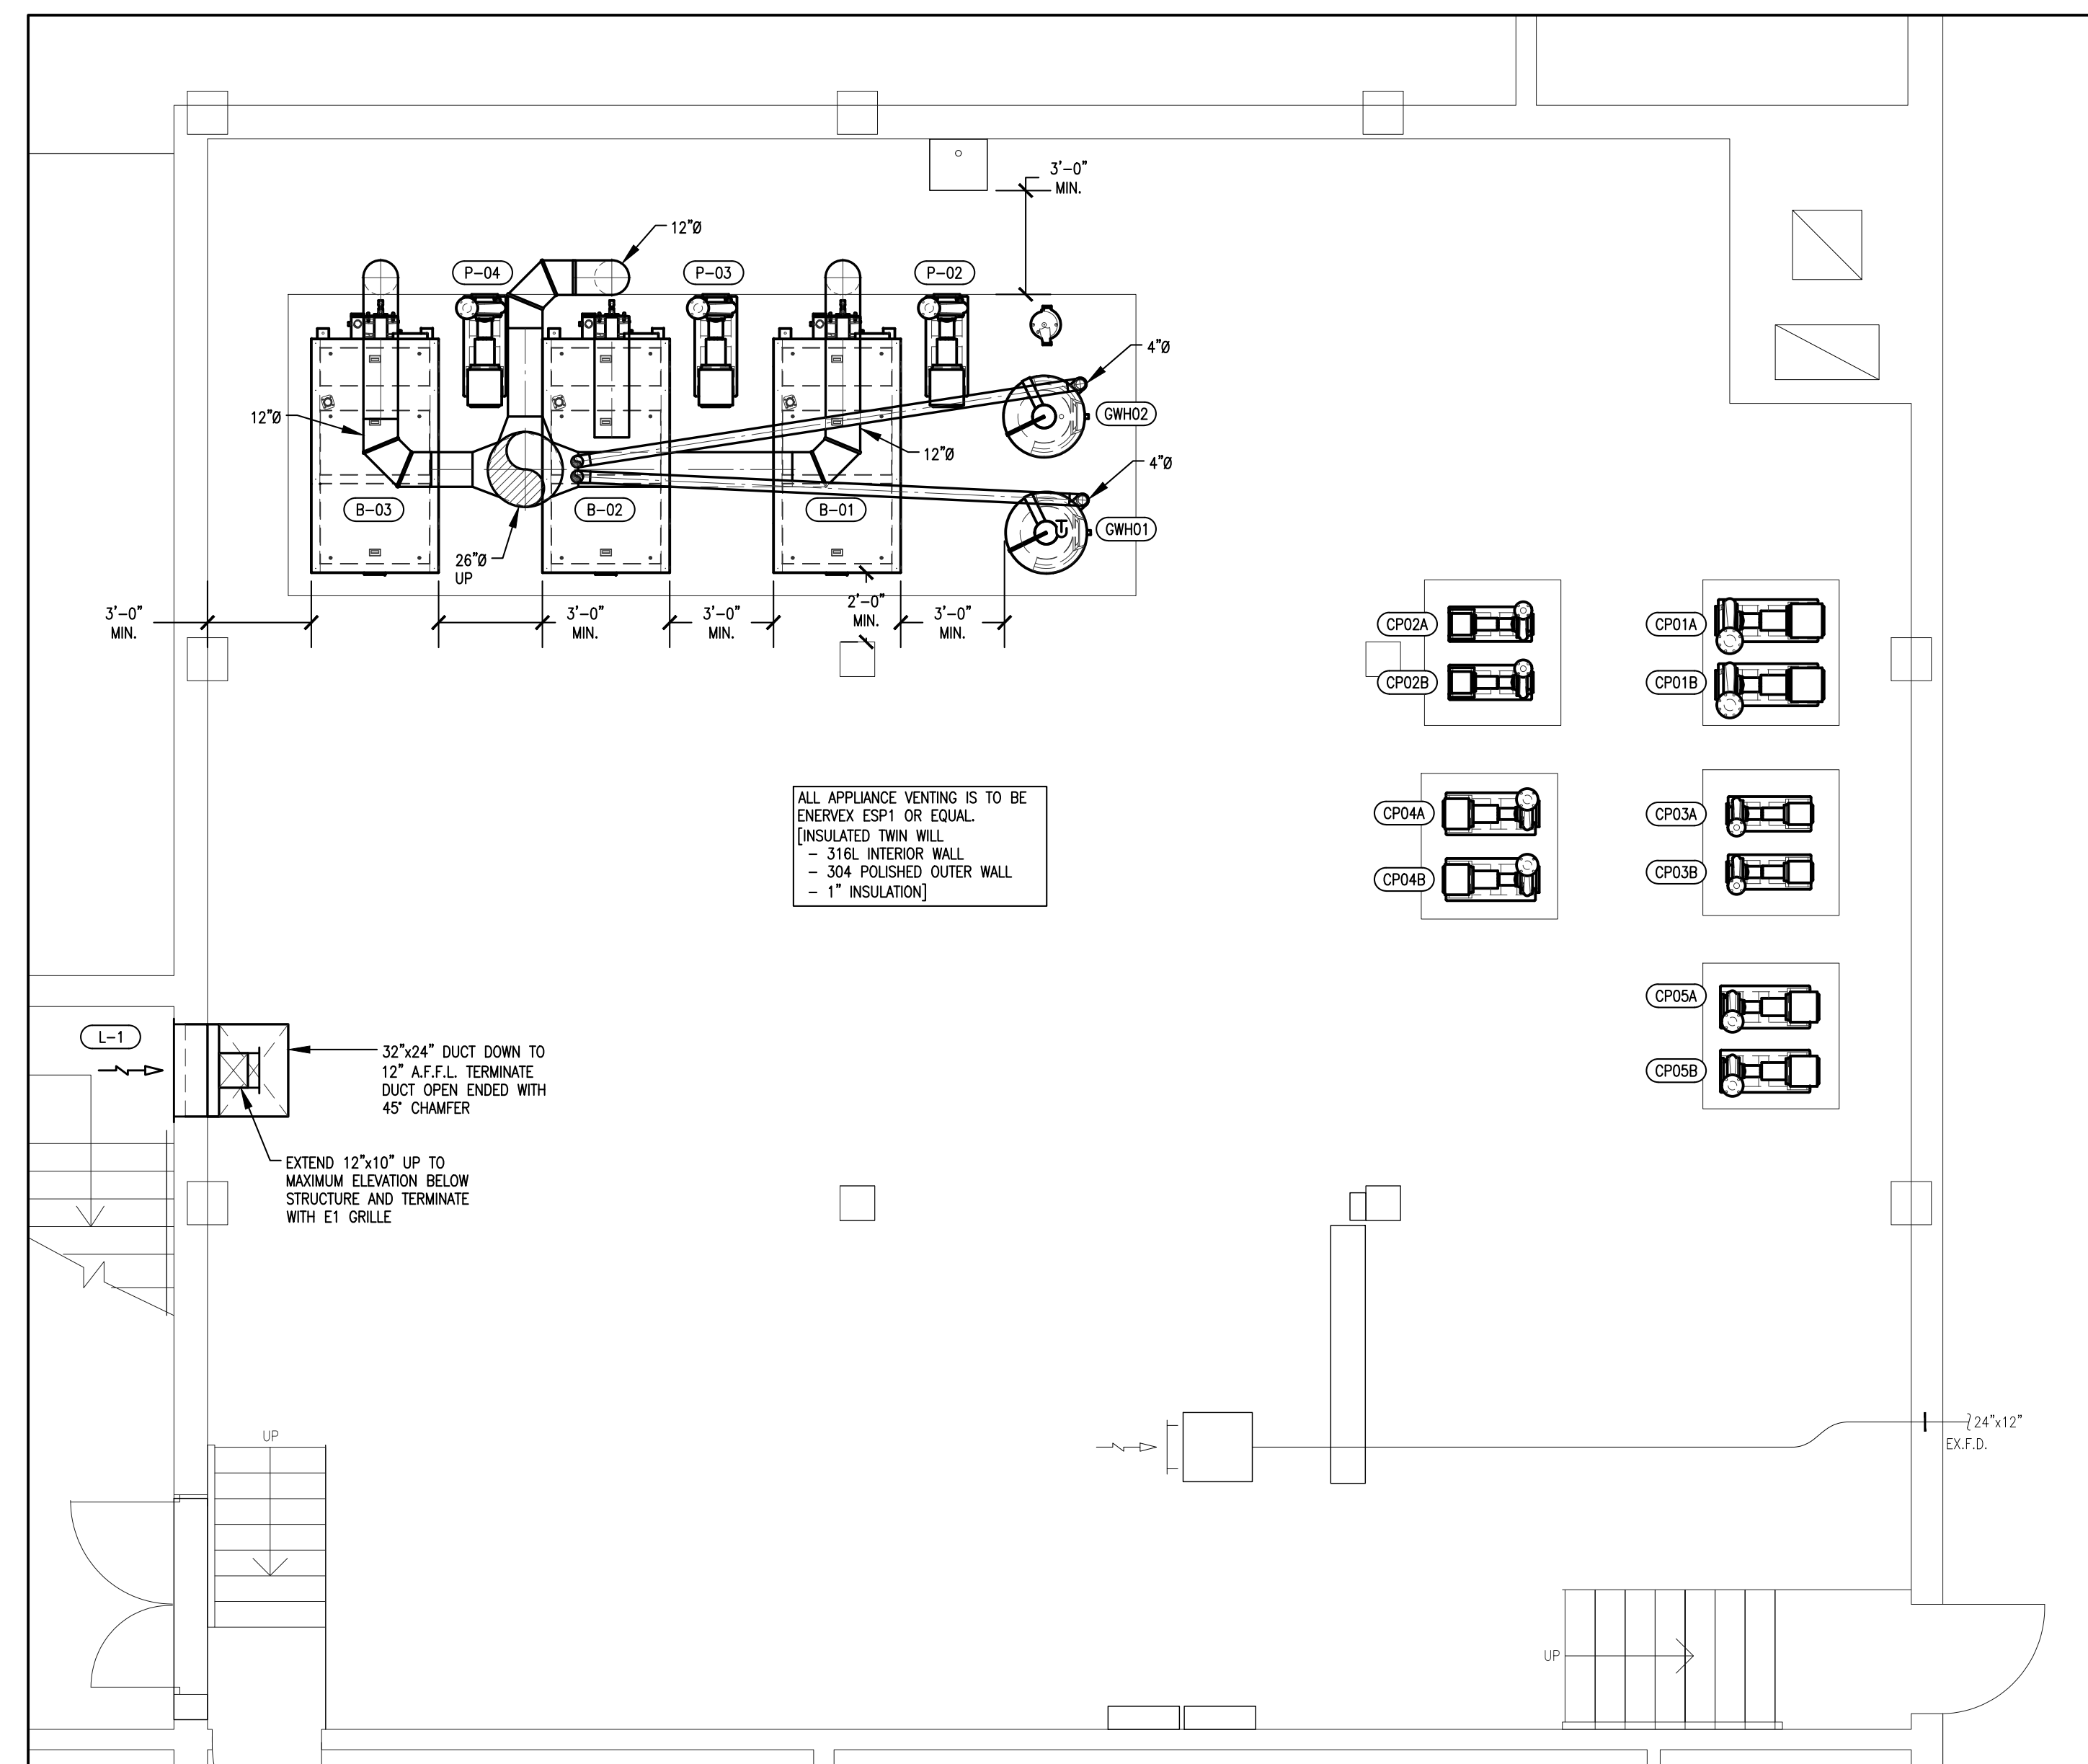 3'-0"
MIN.
12"Ø
P-04
P-03
P-02
4"Ø
12"Ø
GWH02
12"Ø
4"Ø
B-03
B-02
B-01
GWH01
26"Ø
UP
3'-0"
MIN.
3'-0"
MIN.
3'-0"
MIN.
2'-0"
MIN.
3'-0"
MIN.
CP02A
CP01A
CP02B
CP01B
ALL APPLIANCE VENTING IS TO BE
ENERVEX ESP1 OR EQUAL.
[INSULATED TWIN WILL
- 316L INTERIOR WALL
- 304 POLISHED OUTER WALL
- 1" INSULATION]
CP04A
CP03A
CP04B
CP03B
CP05A
CP05B
L-1
32"x24" DUCT DOWN TO
12" A.F.F.L. TERMINATE
DUCT OPEN ENDED WITH
45° CHAMFER
EXTEND 12"x10" UP TO
MAXIMUM ELEVATION BELOW
STRUCTURE AND TERMINATE
WITH E1 GRILLE
UP
24"x12"
EX.F.D.
UP